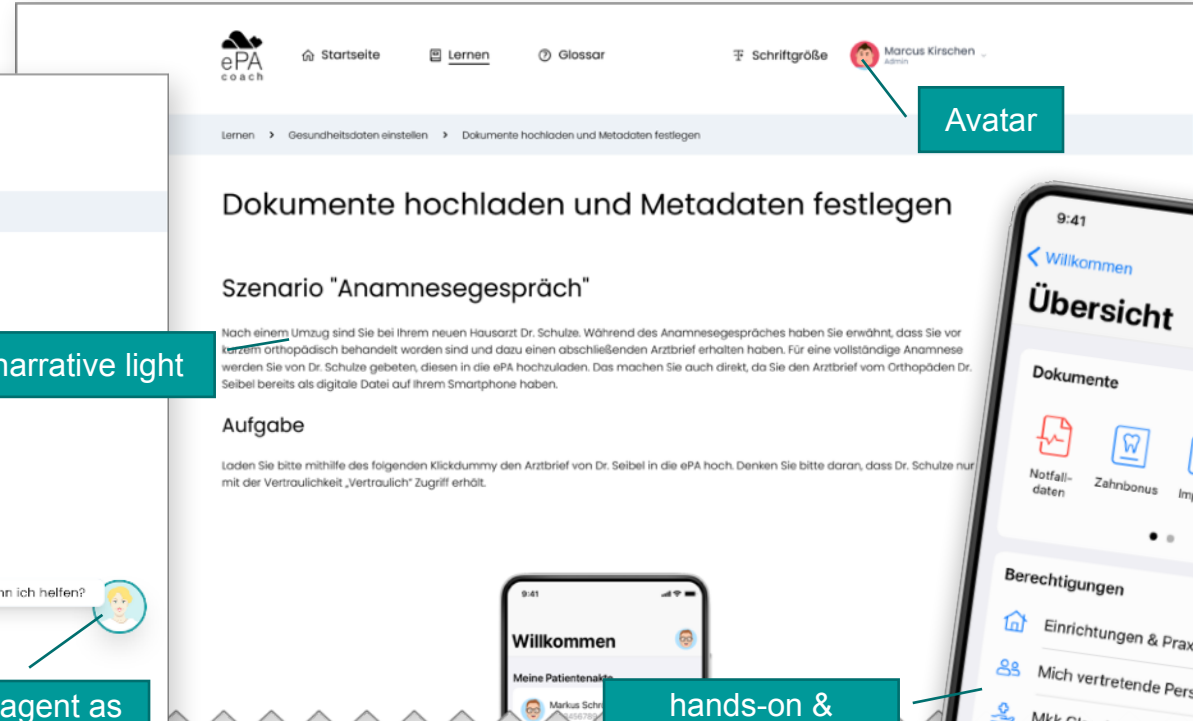 ePA
coach
Startseite
Lernen
Glossar
Schriftgröße
Marcus Kirschen
Admin
Avatar
Lernen > Gesundheitsdaten einstellen > Dokumente hochladen und Metadaten festlegen
Dokumente hochladen und Metadaten festlegen
Szenario "Anamnesegespräch"
Nach einem Umzug sind Sie bei Ihrem neuen Hausarzt Dr. Schulze. Während des Anamnesegespräches haben Sie erwähnt, dass Sie vor
kurzem orthopädisch behandelt worden sind und dazu einen abschließenden Arztbrief erhalten haben. Für eine vollständige Anamnese
werden Sie von Dr. Schulze gebeten, diesen in die ePA hochzuladen. Das machen Sie auch direkt, da Sie den Arztbrief vom Orthopäden Dr.
Seibel bereits als digitale Datei auf Ihrem Smartphone haben.
narrative light
Aufgabe
Laden Sie bitte mithilfe des folgenden Klickdummy den Arztbrief von Dr. Seibel in die ePA hoch. Denken Sie bitte daran, dass Dr. Schulze nur
mit der Vertraulichkeit „Vertraulich“ Zugriff erhält.
nn ich helfen?
agent as
9:41
Willkommen
Meine Patientenakte
Markus Schr
hands-on &
9:41
Willkommen
Übersicht
Dokumente
Notfall-
daten
Zahnbonus
Imp
Berechtigungen
Einrichtungen & Prax
Mich vertretende Pers